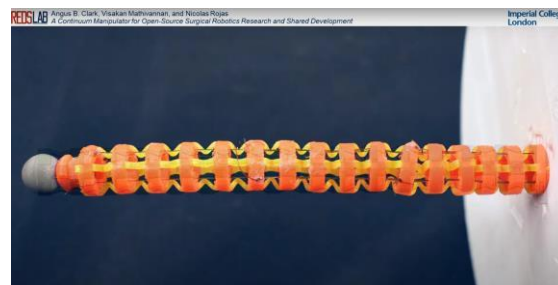 REDSLAB
Angus B. Clark, Visakan Mathivannan, and Nicolas Rojas
A Continuum Manipulator for Open-Source Surgical Robotics Research and Shared Development
Imperial Colleg
London